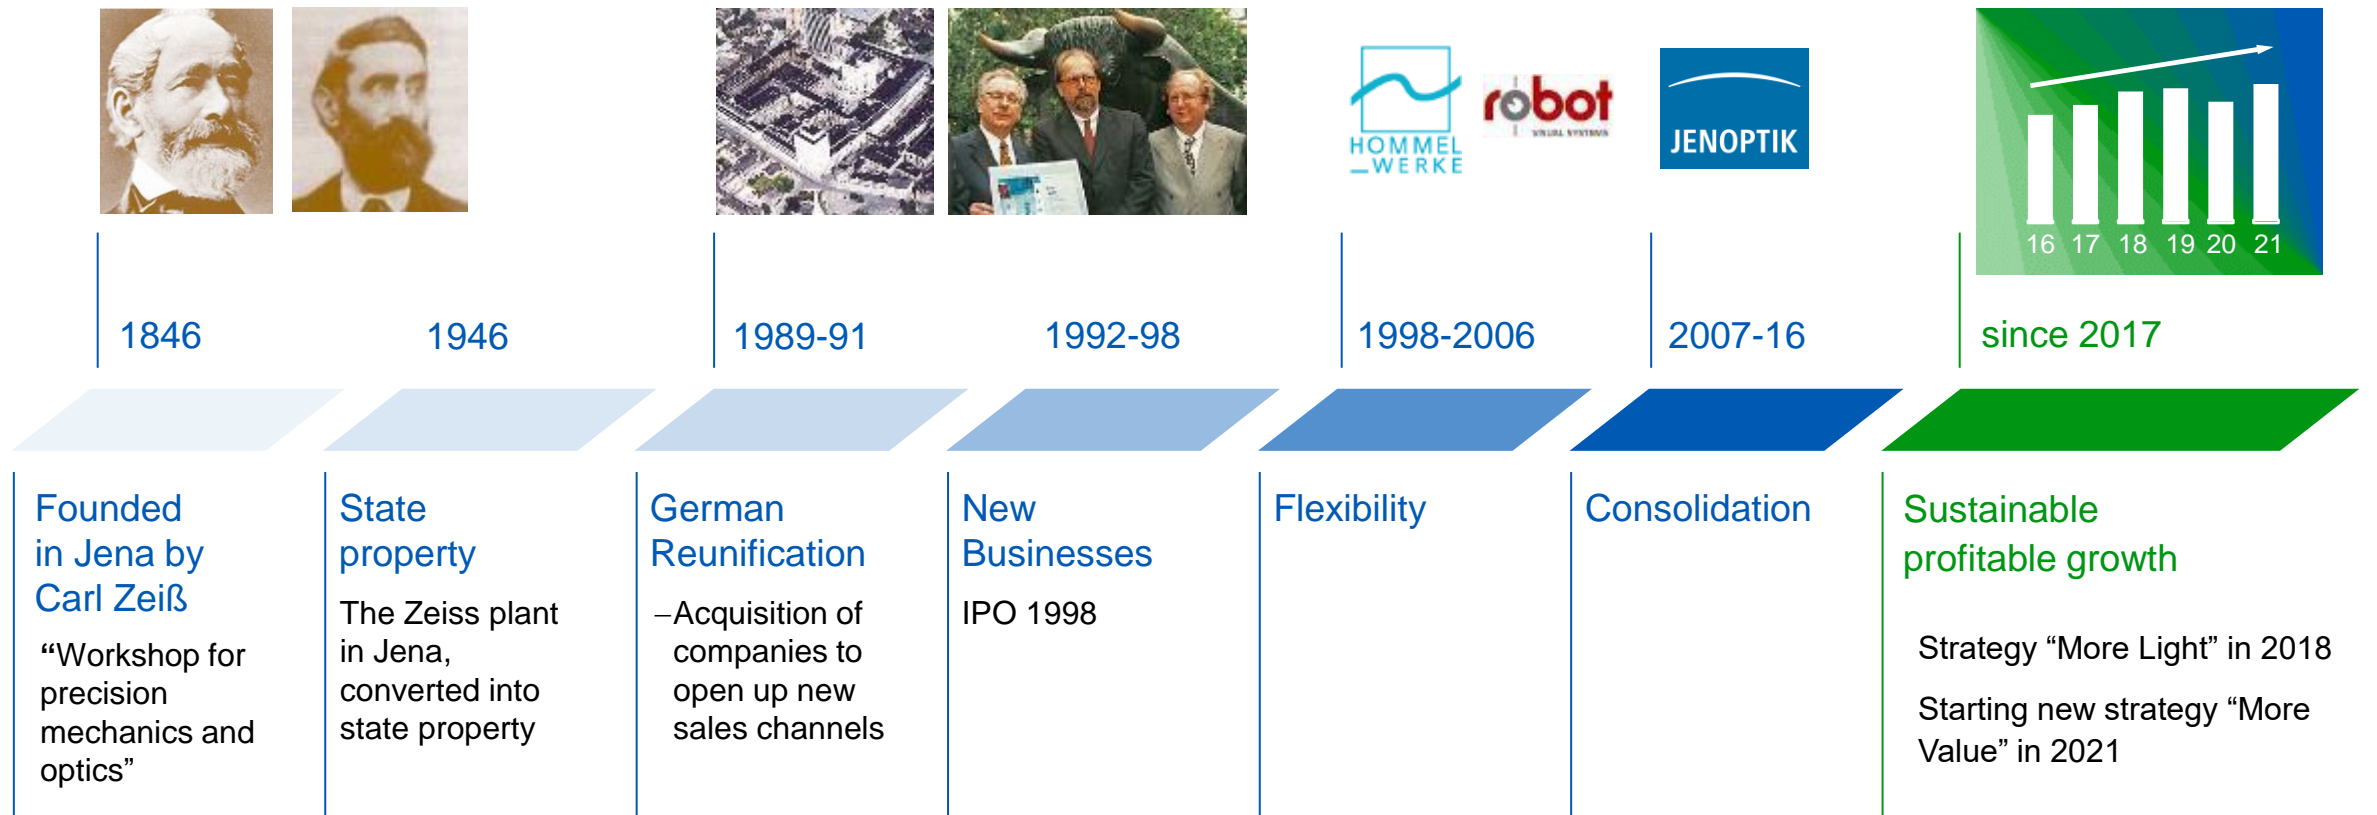 HOMMEL
_WERKE
robot
VISUAL SYSTEMS
JENOPTIK
16 17 18 19 20 21
1846
1946
1989-91
1992-98
1998-2006
2007-16
since 2017
Founded
in Jena by
Carl Zeiß
“Workshop for
precision
mechanics and
optics”
State
property
The Zeiss plant
in Jena,
converted into
state property
German
Reunification
–Acquisition of
companies to
open up new
sales channels
New
Businesses
IPO 1998
Flexibility
Consolidation
Sustainable
profitable growth
Strategy “More Light” in 2018
Starting new strategy “More
Value” in 2021